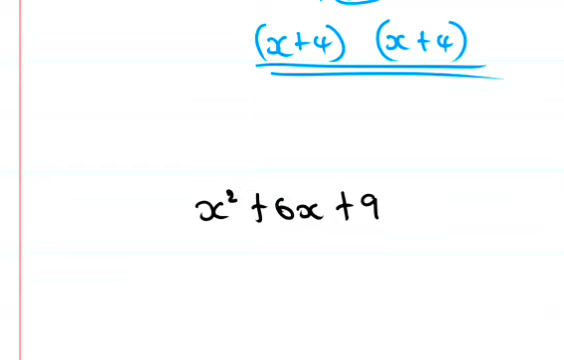 (x+4) (x+4)
x² + 6x + 9